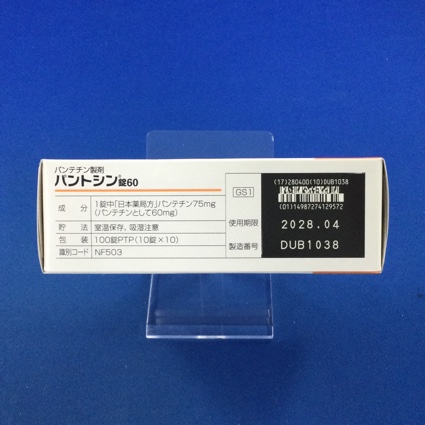 パンテチン製剤
パントシン®錠60
成 分 1錠中「日本薬局方」パンテチン75mg
(パンテチンとして60mg)
貯 法 室温保存、吸湿注意
包 装 100錠PTP(10錠×10)
識別コード NF503
GS1
(17)280400(10)DUB1038
(01)14987274129572
使用期限 2028.04
製造番号 DUB1038